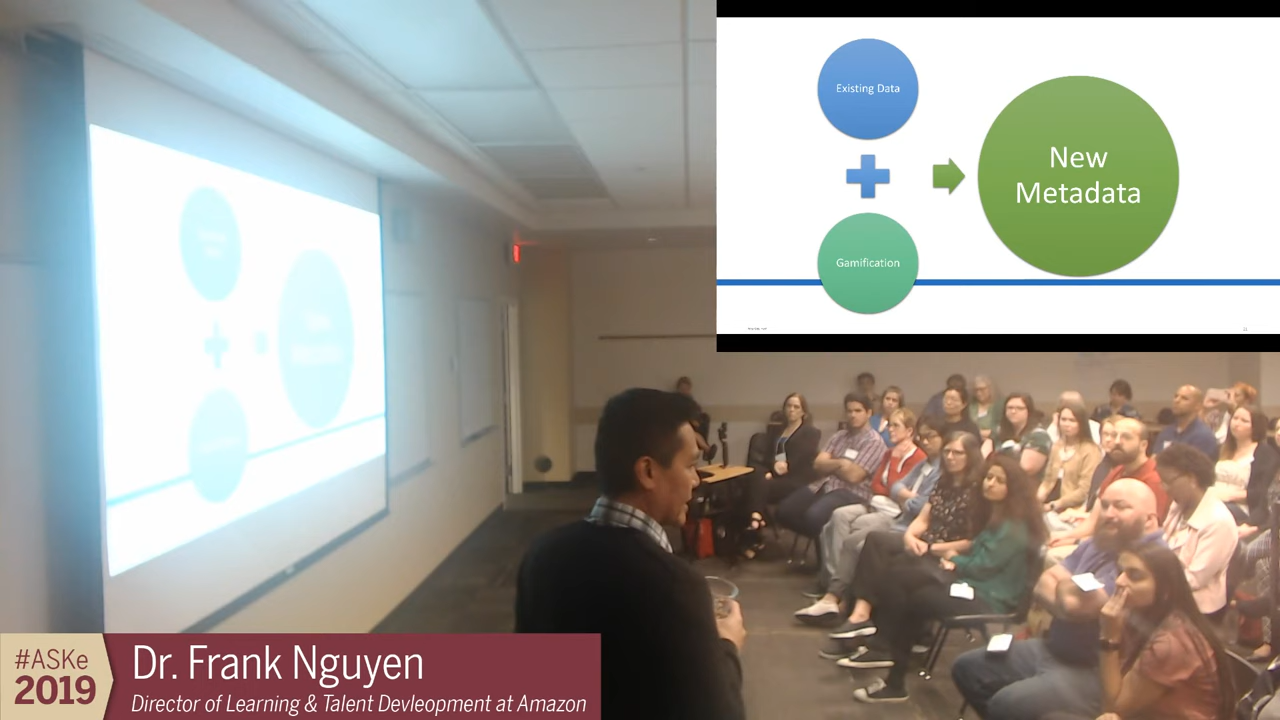 Existing Data
New
Metadata
Gamification
#ASKe
2019
Dr. Frank Nguyen
Director of Learning & Talent Devleopment at Amazon